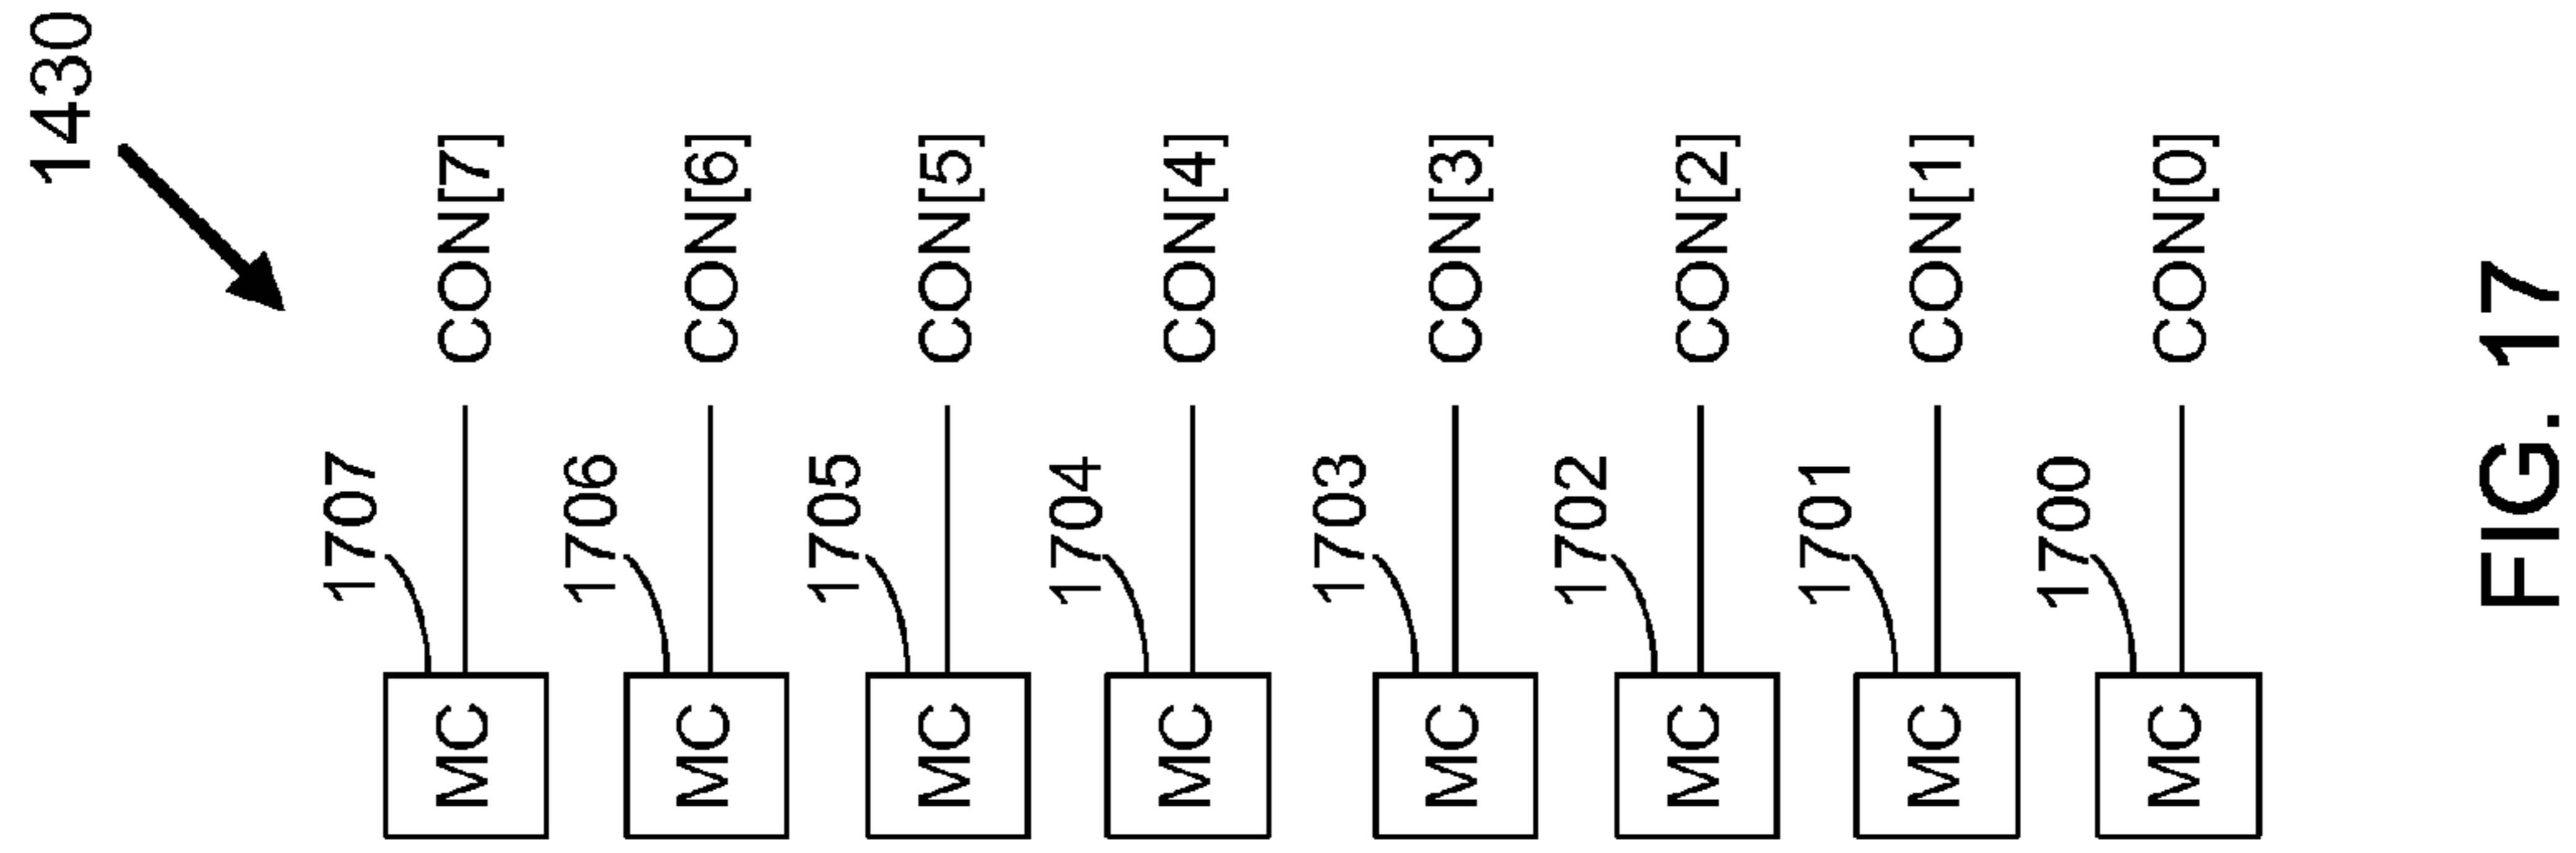 1430
1707
MC
CON[7]
1706
MC
CON[6]
1705
MC
CON[5]
1704
MC
CON[4]
1703
MC
CON[3]
1702
MC
CON[2]
1701
MC
CON[1]
1700
MC
CON[0]
FIG. 17